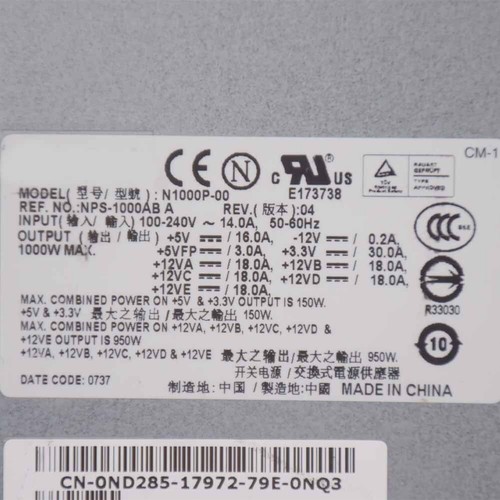 CM-1
CE N c RU US
MODEL(型号/型號):N1000P-00 E173738
REF. NO.:NPS-1000AB A REV.(版本):04
INPUT(输入/輸入) 100-240V ~ 14.0A, 50-60Hz
OUTPUT (输出/輸出) +5V / 16.0A, -12V / 0.2A,
1000W MAX. +5VFP / 3.0A, +3.3V / 30.0A
+12VA / 18.0A, +12VB / 18.0A,
+12VC / 18.0A, +12VD / 18.0A,
+12VE / 18.0A
R33030
10
MAX. COMBINED POWER ON +5V & +3.3V OUTPUT IS 150W.
+5V & +3.3V 最大之输出/最大之輸出 150W.
MAX. COMBINED POWER ON +12VA, +12VB, +12VC, +12VD &
+12VE OUTPUT IS 950W
+12VA, +12VB, +12VC, +12VD & +12VE 最大之输出/最大之輸出 950W.
开关电源/交換式電源供應器
DATE CODE: 0737
制造地:中国/製造地:中國 MADE IN CHINA
CN-0ND285-17972-79E-0NQ3